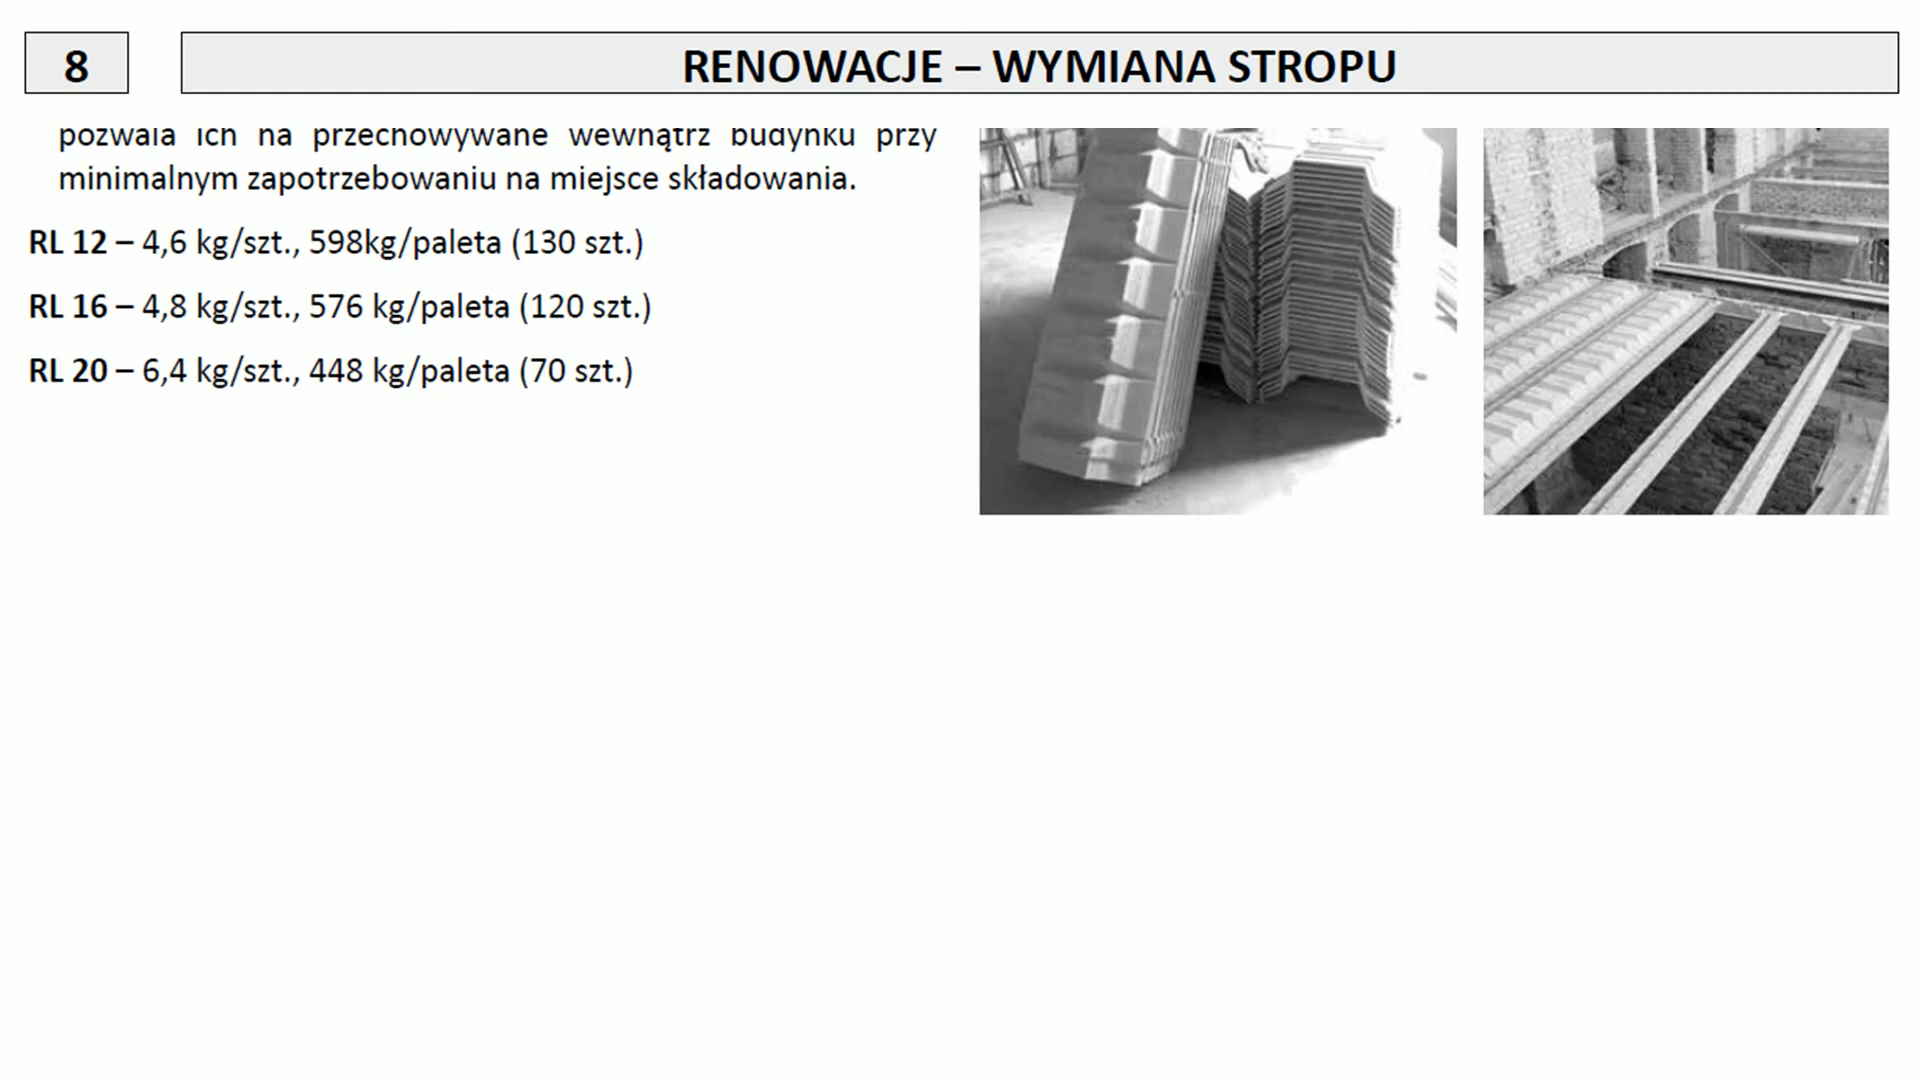 8
RENOWACJE – WYMIANA STROPU
pozwala ich na przechowywane wewnątrz budynku przy
minimalnym zapotrzebowaniu na miejsce składowania.
RL 12 – 4,6 kg/szt., 598kg/paleta (130 szt.)
RL 16 – 4,8 kg/szt., 576 kg/paleta (120 szt.)
RL 20 – 6,4 kg/szt., 448 kg/paleta (70 szt.)